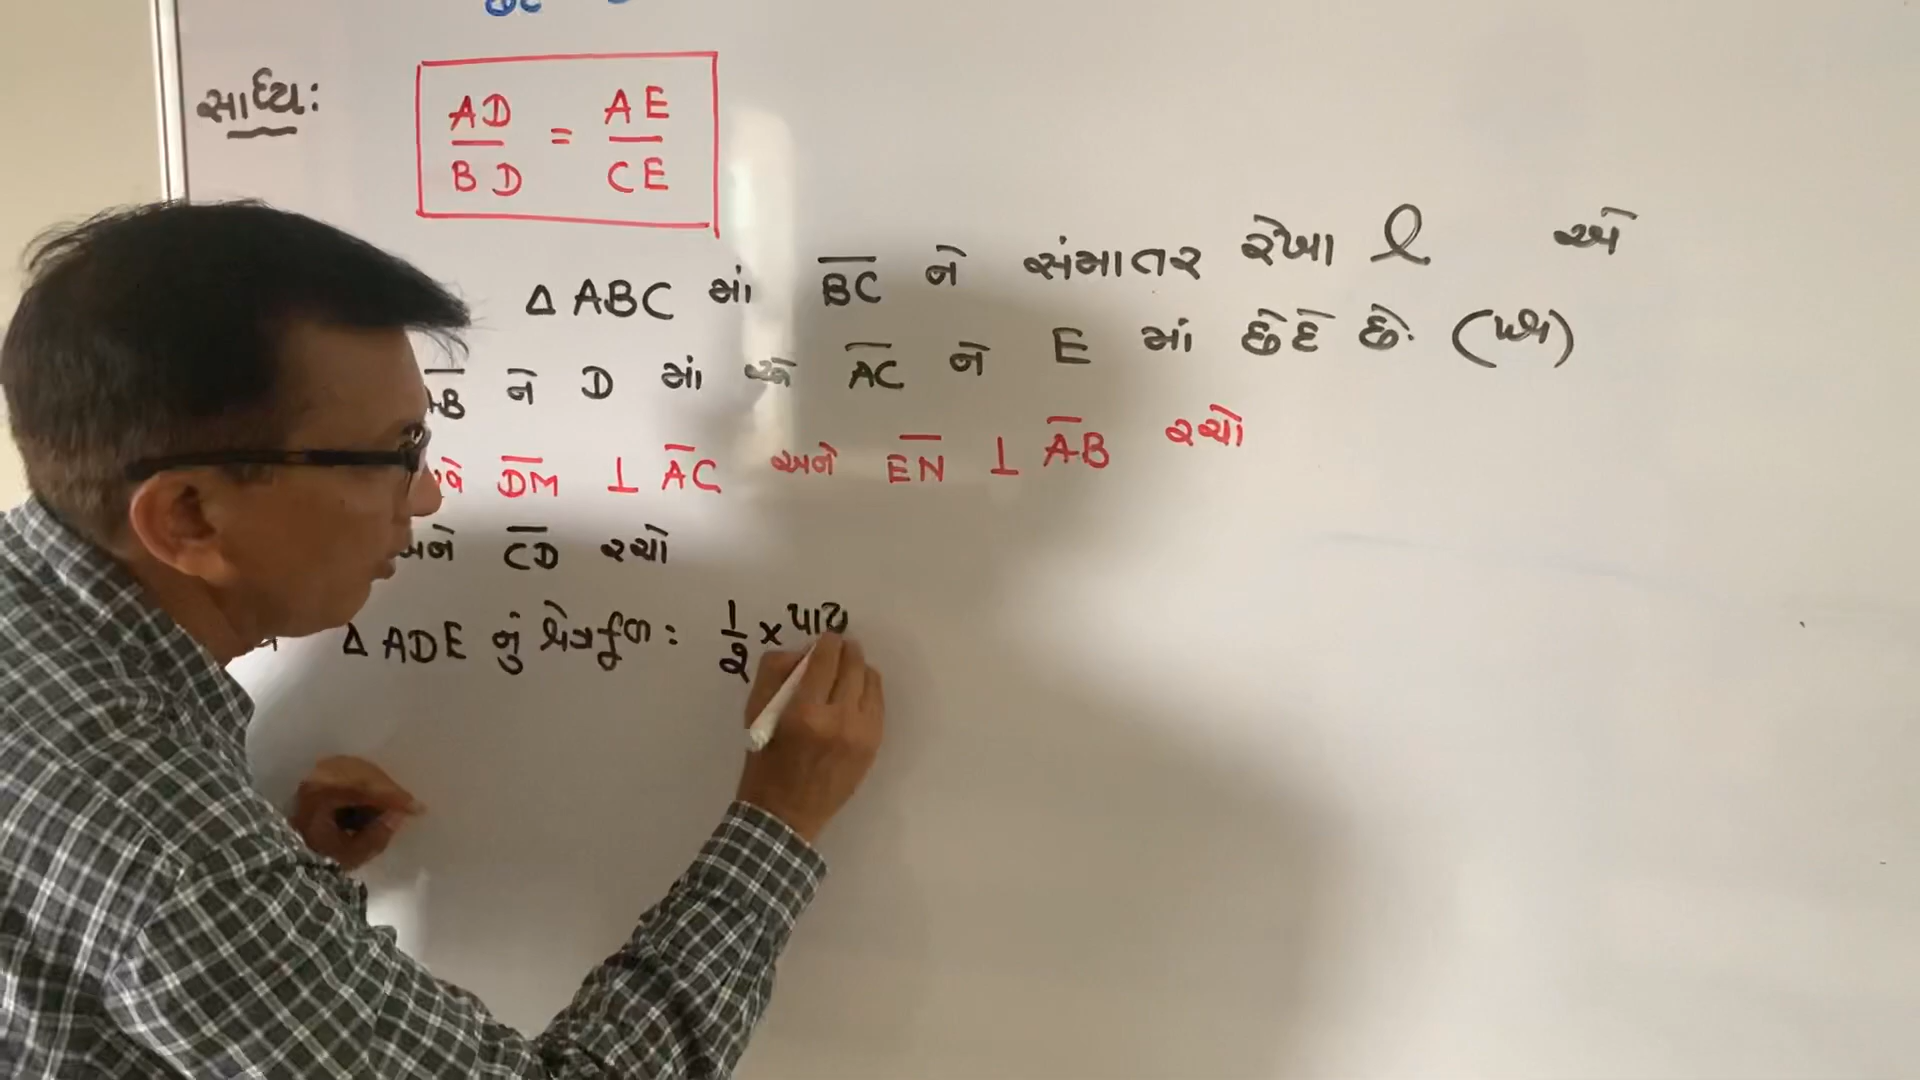 સાધ્ય:
AD/BD = AE/CE
Δ ABC માં BC ને સંમાતર રેખા l એ
ને D માં અને AC ને E માં છેદે છે. (પક્ષ)
DM ⊥ AC અને EN ⊥ AB રચો
અને CD રચો
Δ ADE નું ક્ષેત્રફળ = 1/2 × પાય